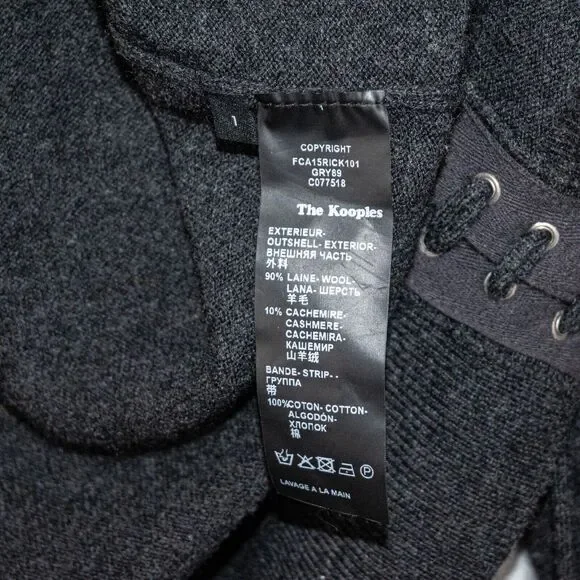 1
COPYRIGHT
FCA15RICK101
GRY89
C077518
The Kooples
EXTERIEUR-
OUTSHELL- EXTERIOR-
ВНЕШНЯЯ ЧАСТЬ
外料
90% LAINE- WOOL-
LANA- ШЕРСТЬ
羊毛
10% CACHEMIRE-
CASHMERE-
CACHEMIRA-
КАШЕМИР
山羊绒
BANDE- STRIP- -
ГРУППА
带
100%COTON- COTTON-
ALGODÓN-
ХЛОПОК
棉
P
LAVAGE A LA MAIN